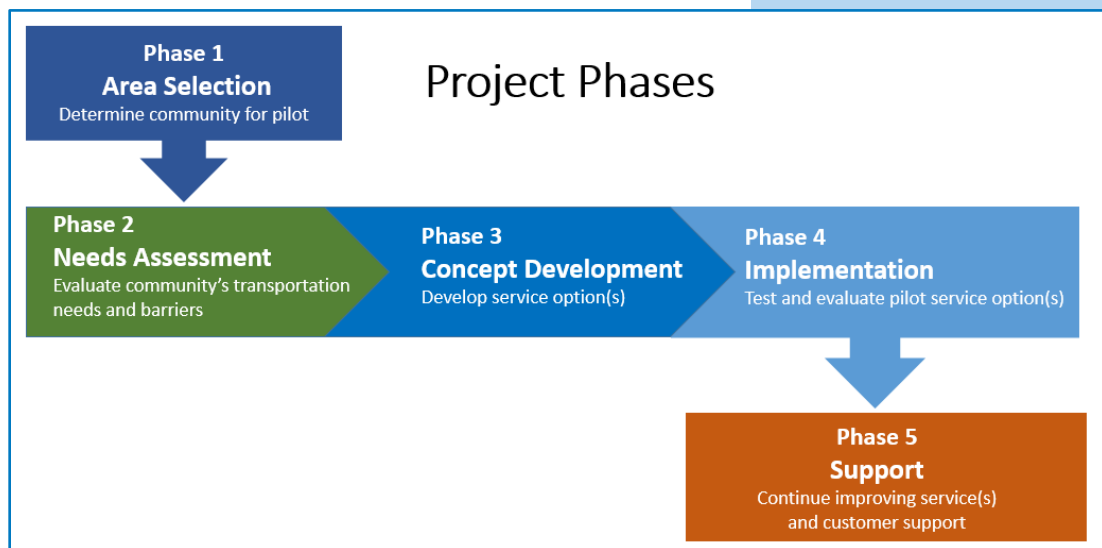 Project Phases
Phase 1
Area Selection
Determine community for pilot
Phase 2
Needs Assessment
Evaluate community’s transportation
needs and barriers
Phase 3
Concept Development
Develop service option(s)
Phase 4
Implementation
Test and evaluate pilot service option(s)
Phase 5
Support
Continue improving service(s)
and customer support